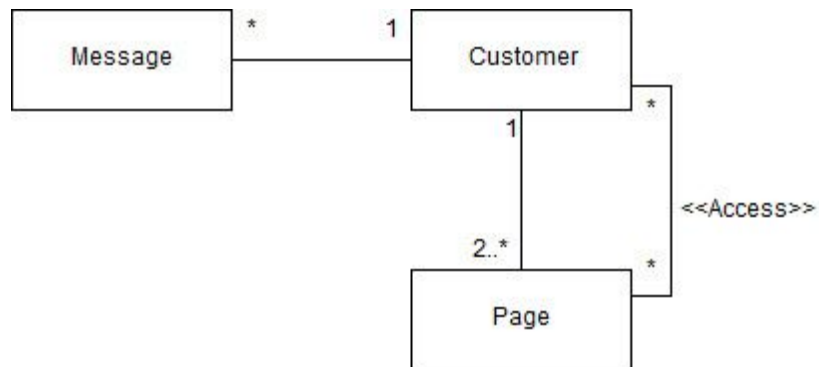 * 1
Message Customer
*
1
<<Access>>
2..* *
Page